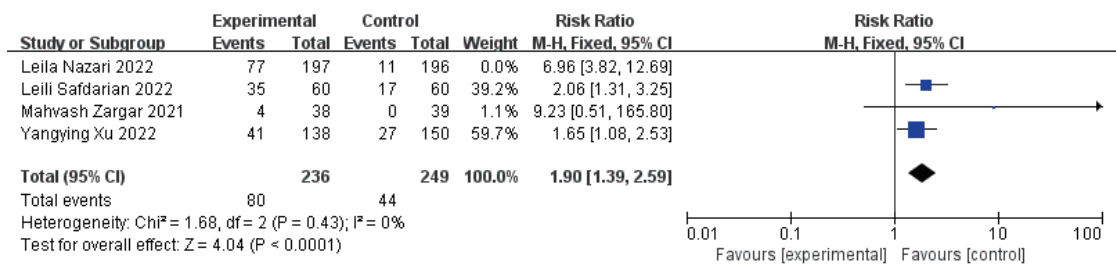 Experimental Control Risk Ratio Risk Ratio
Study or Subgroup Events Total Events Total Weight M-H, Fixed, 95% CI M-H, Fixed, 95% CI
Leila Nazari 2022 77 197 11 196 0.0% 6.96 [3.82, 12.69]
Leili Safdarian 2022 35 60 17 60 39.2% 2.06 [1.31, 3.25]
Mahvash Zargar 2021 4 38 0 39 1.1% 9.23 [0.51, 165.80]
Yangying Xu 2022 41 138 27 150 59.7% 1.65 [1.08, 2.53]
Total (95% CI) 236 249 100.0% 1.90 [1.39, 2.59]
Total events 80 44
Heterogeneity: Chi² = 1.68, df = 2 (P = 0.43); I² = 0%
Test for overall effect: Z = 4.04 (P < 0.0001)
0.01 0.1 1 10 100
Favours [experimental] Favours [control]